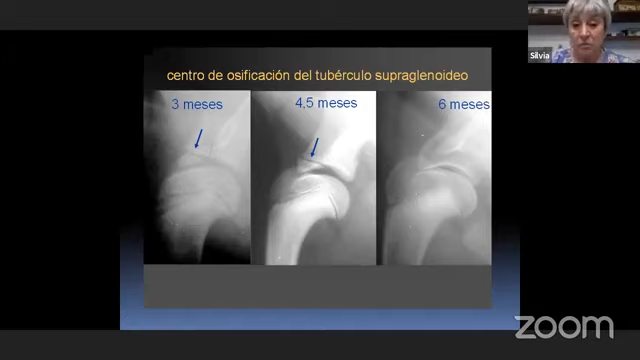 Silvia
centro de osificación del tubérculo supraglenoideo
3 meses
4,5 meses
6 meses
zoom